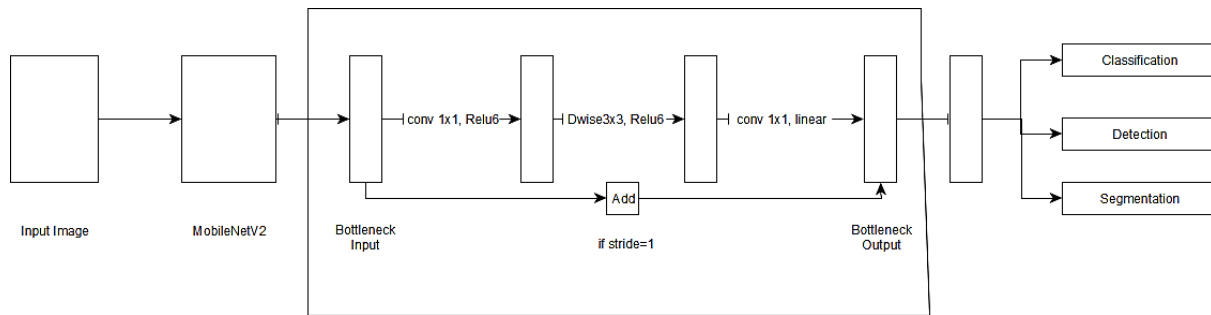 Input Image
MobileNetV2
Bottleneck
Input
conv 1x1, Relu6
Dwise3x3, Relu6
conv 1x1, linear
Add
if stride=1
Bottleneck
Output
Classification
Detection
Segmentation